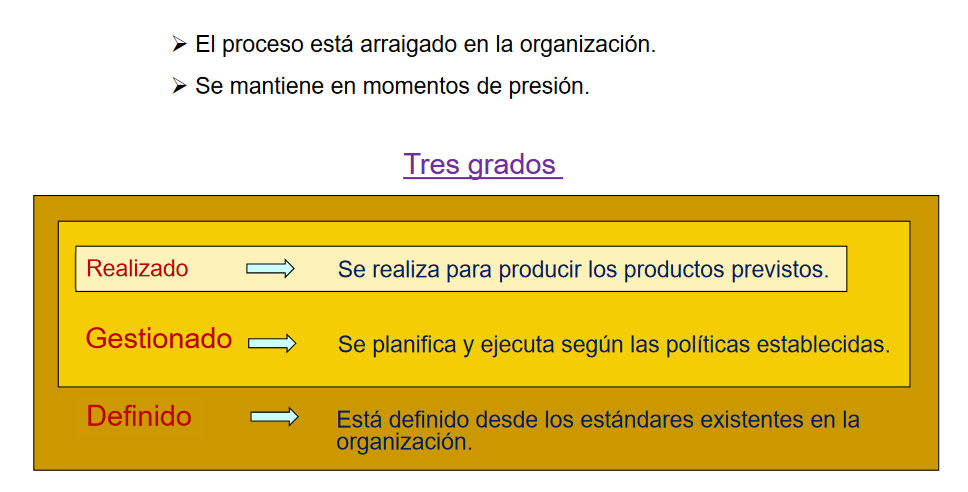 ➢ El proceso está arraigado en la organización.
➢ Se mantiene en momentos de presión.
Tres grados
Realizado Se realiza para producir los productos previstos.
Gestionado Se planifica y ejecuta según las políticas establecidas.
Definido Está definido desde los estándares existentes en la
organización.